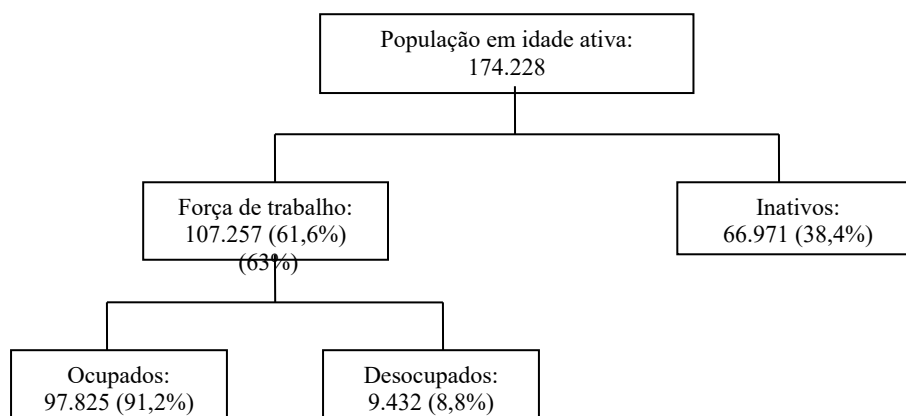 População em idade ativa:
174.228
Força de trabalho:
107.257 (61,6%)
(63%)
Inativos:
66.971 (38,4%)
Ocupados:
97.825 (91,2%)
Desocupados:
9.432 (8,8%)